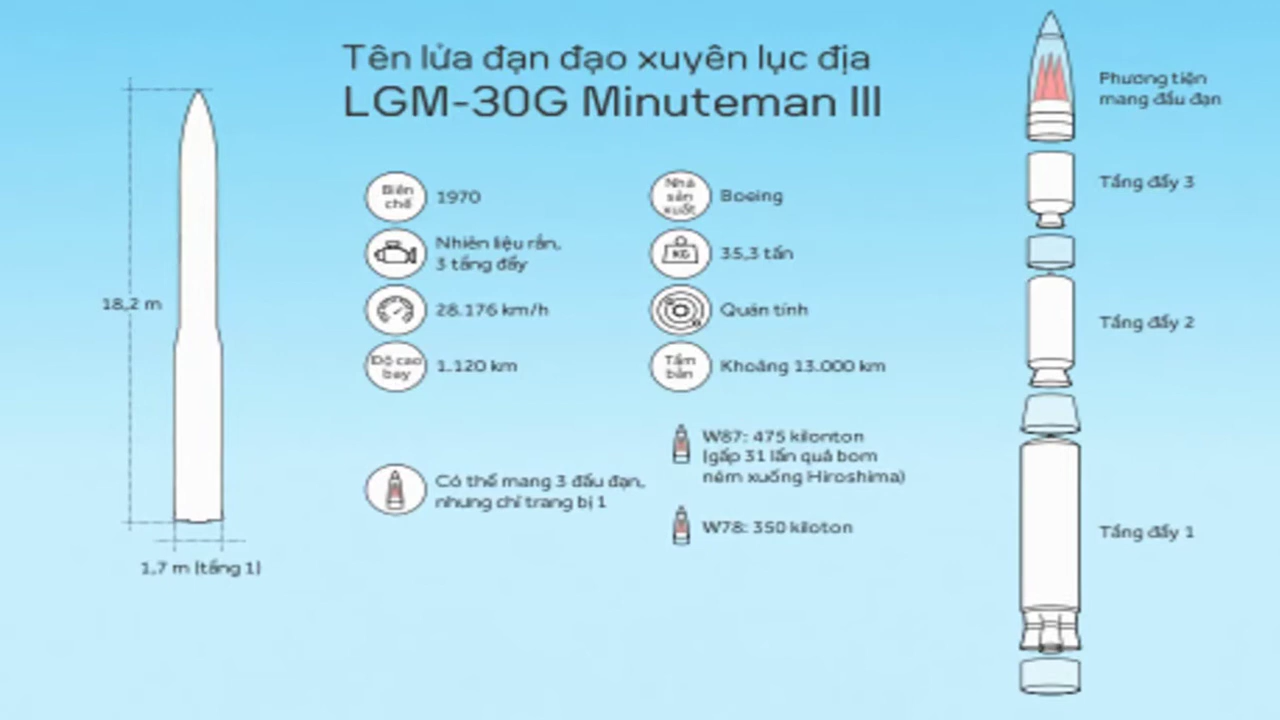 Tên lửa đạn đạo xuyên lục địa
LGM-30G Minuteman III
18,2 m
1,7 m (tầng 1)
Biên
chế
1970
Nhiên liệu rắn,
3 tầng đẩy
28.176 km/h
Độ cao
bay
1.120 km
Có thể mang 3 đầu đạn,
nhưng chỉ trang bị 1
Nhà
sản
xuất
Boeing
KG
35,3 tấn
Quán tính
Tầm
bắn
Khoảng 13.000 km
W87: 475 kilonton
(gấp 31 lần quả bom
ném xuống Hiroshima)
W78: 350 kiloton
Phương tiện
mang đầu đạn
Tầng đẩy 3
Tầng đẩy 2
Tầng đẩy 1